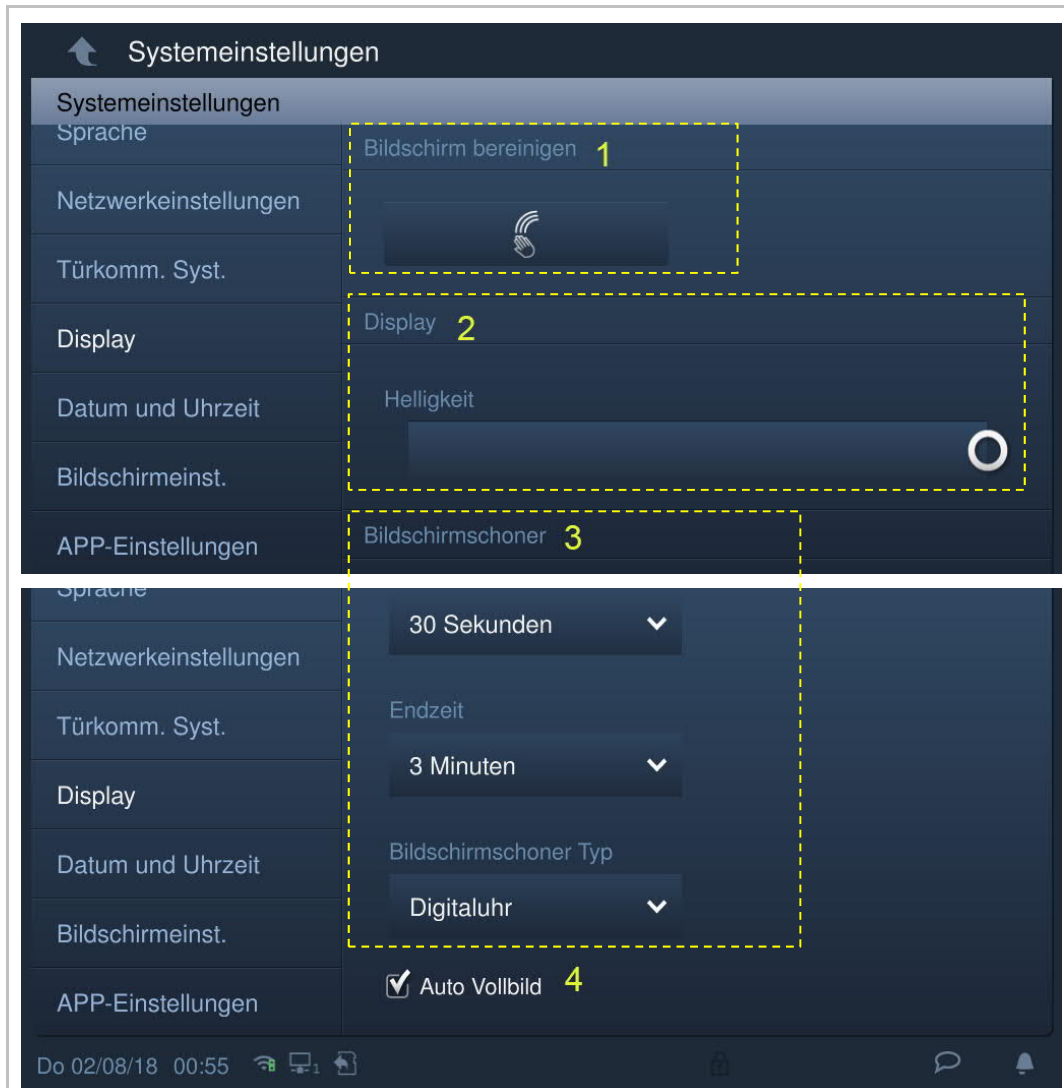 Systemeinstellungen
Systemeinstellungen
Sprache
Netzwerkeinstellungen
Türkomm. Syst.
Display
Datum und Uhrzeit
Bildschirmeinst.
APP-Einstellungen
Bildschirm bereinigen 1
Display 2
Helligkeit
Bildschirmschoner 3
Sprache
Netzwerkeinstellungen
Türkomm. Syst.
Display
Datum und Uhrzeit
Bildschirmeinst.
APP-Einstellungen
30 Sekunden
Endzeit
3 Minuten
Bildschirmschoner Typ
Digitaluhr
Auto Vollbild 4
Do 02/08/18 00:55 1